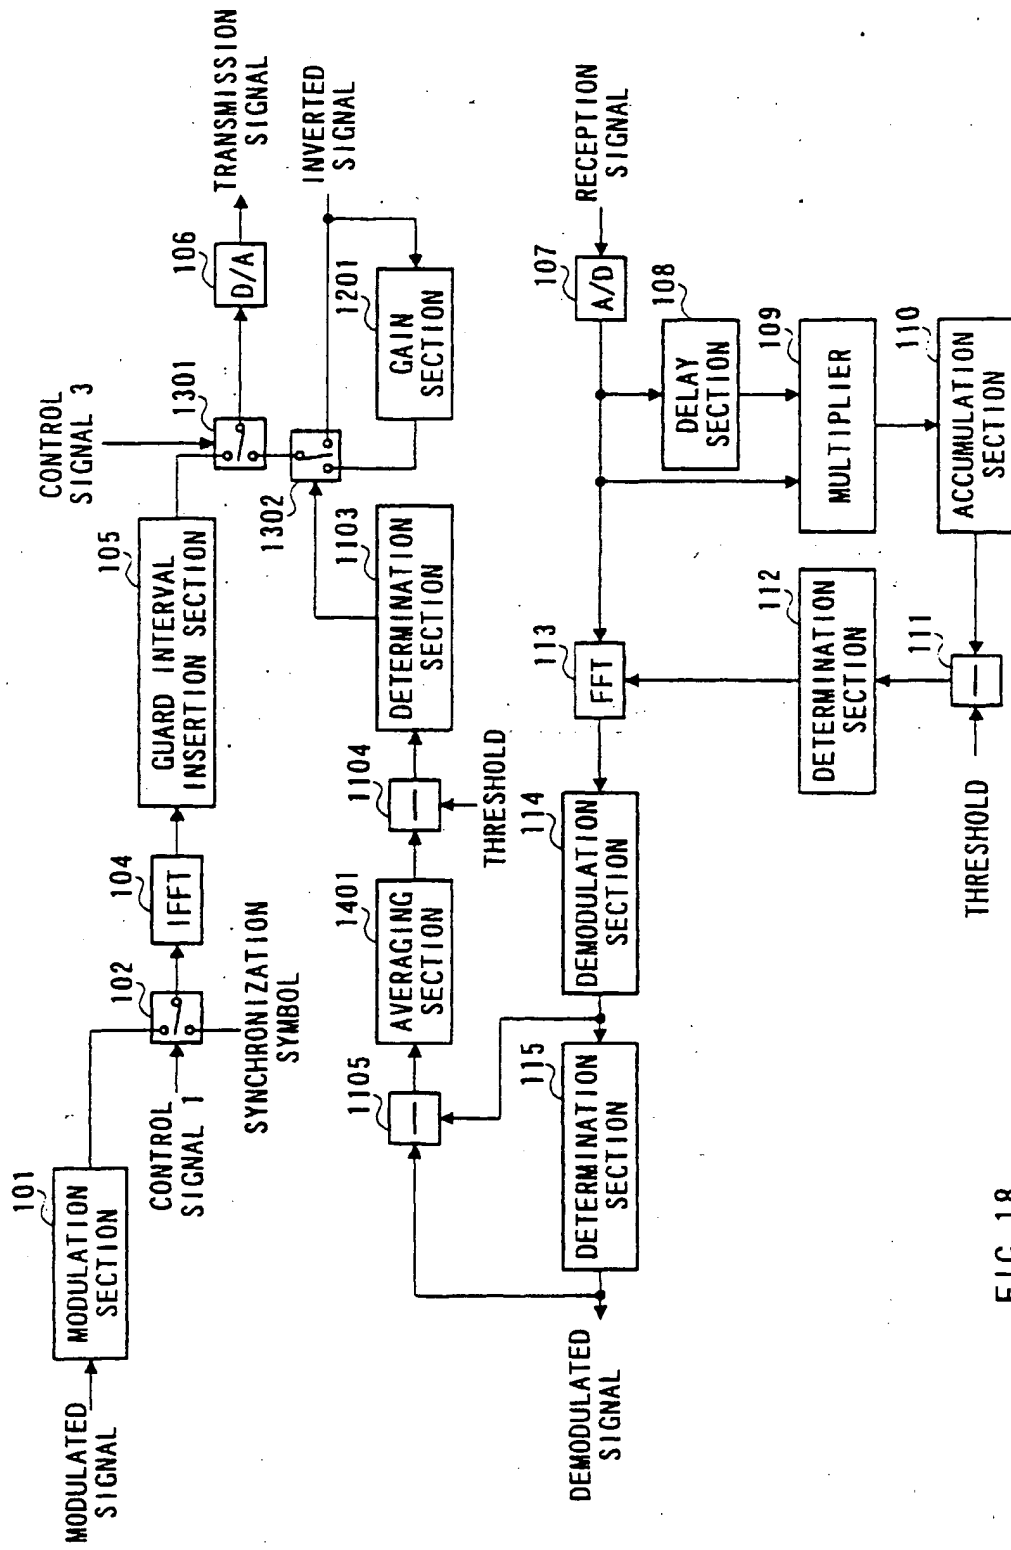 MODULATED
SIGNAL
101
MODULATION
SECTION
CONTROL
SIGNAL 1
102
SYNCHRONIZATION
SYMBOL
104
IFFT
105
GUARD INTERVAL
INSERTION SECTION
CONTROL
SIGNAL 3
1301
106
D/A
TRANSMISSION
SIGNAL
1302
INVERTED
SIGNAL
1201
GAIN
SECTION
1105
—
1401
AVERAGING
SECTION
1104
—
THRESHOLD
1103
DETERMINATION
SECTION
DEMODULATED
SIGNAL
115
DETERMINATION
SECTION
114
DEMODULATION
SECTION
113
FFT
107
A/D
RECEPTION
SIGNAL
108
DELAY
SECTION
109
MULTIPLIER
110
ACCUMULATION
SECTION
112
DETERMINATION
SECTION
111
—
THRESHOLD
FIG. 18